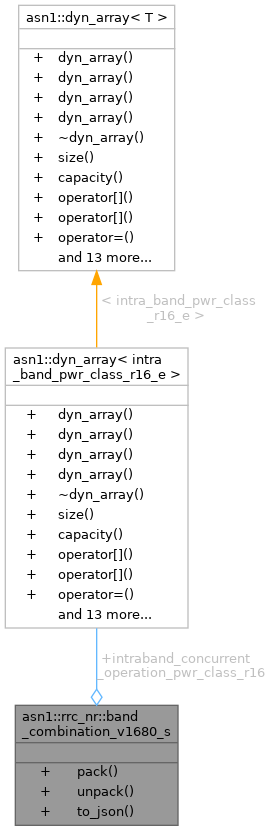 asn1::dyn_array< T >
+ dyn_array()
+ dyn_array()
+ dyn_array()
+ dyn_array()
+ ~dyn_array()
+ size()
+ capacity()
+ operator[]()
+ operator[]()
+ operator=()
and 13 more...
< intra_band_pwr_class
_r16_e >
asn1::dyn_array< intra
_band_pwr_class_r16_e >
+ dyn_array()
+ dyn_array()
+ dyn_array()
+ dyn_array()
+ ~dyn_array()
+ size()
+ capacity()
+ operator[]()
+ operator[]()
+ operator=()
and 13 more...
+intraband_concurrent
_operation_pwr_class_r16
asn1::rrc_nr::band
_combination_v1680_s
+ pack()
+ unpack()
+ to_json()